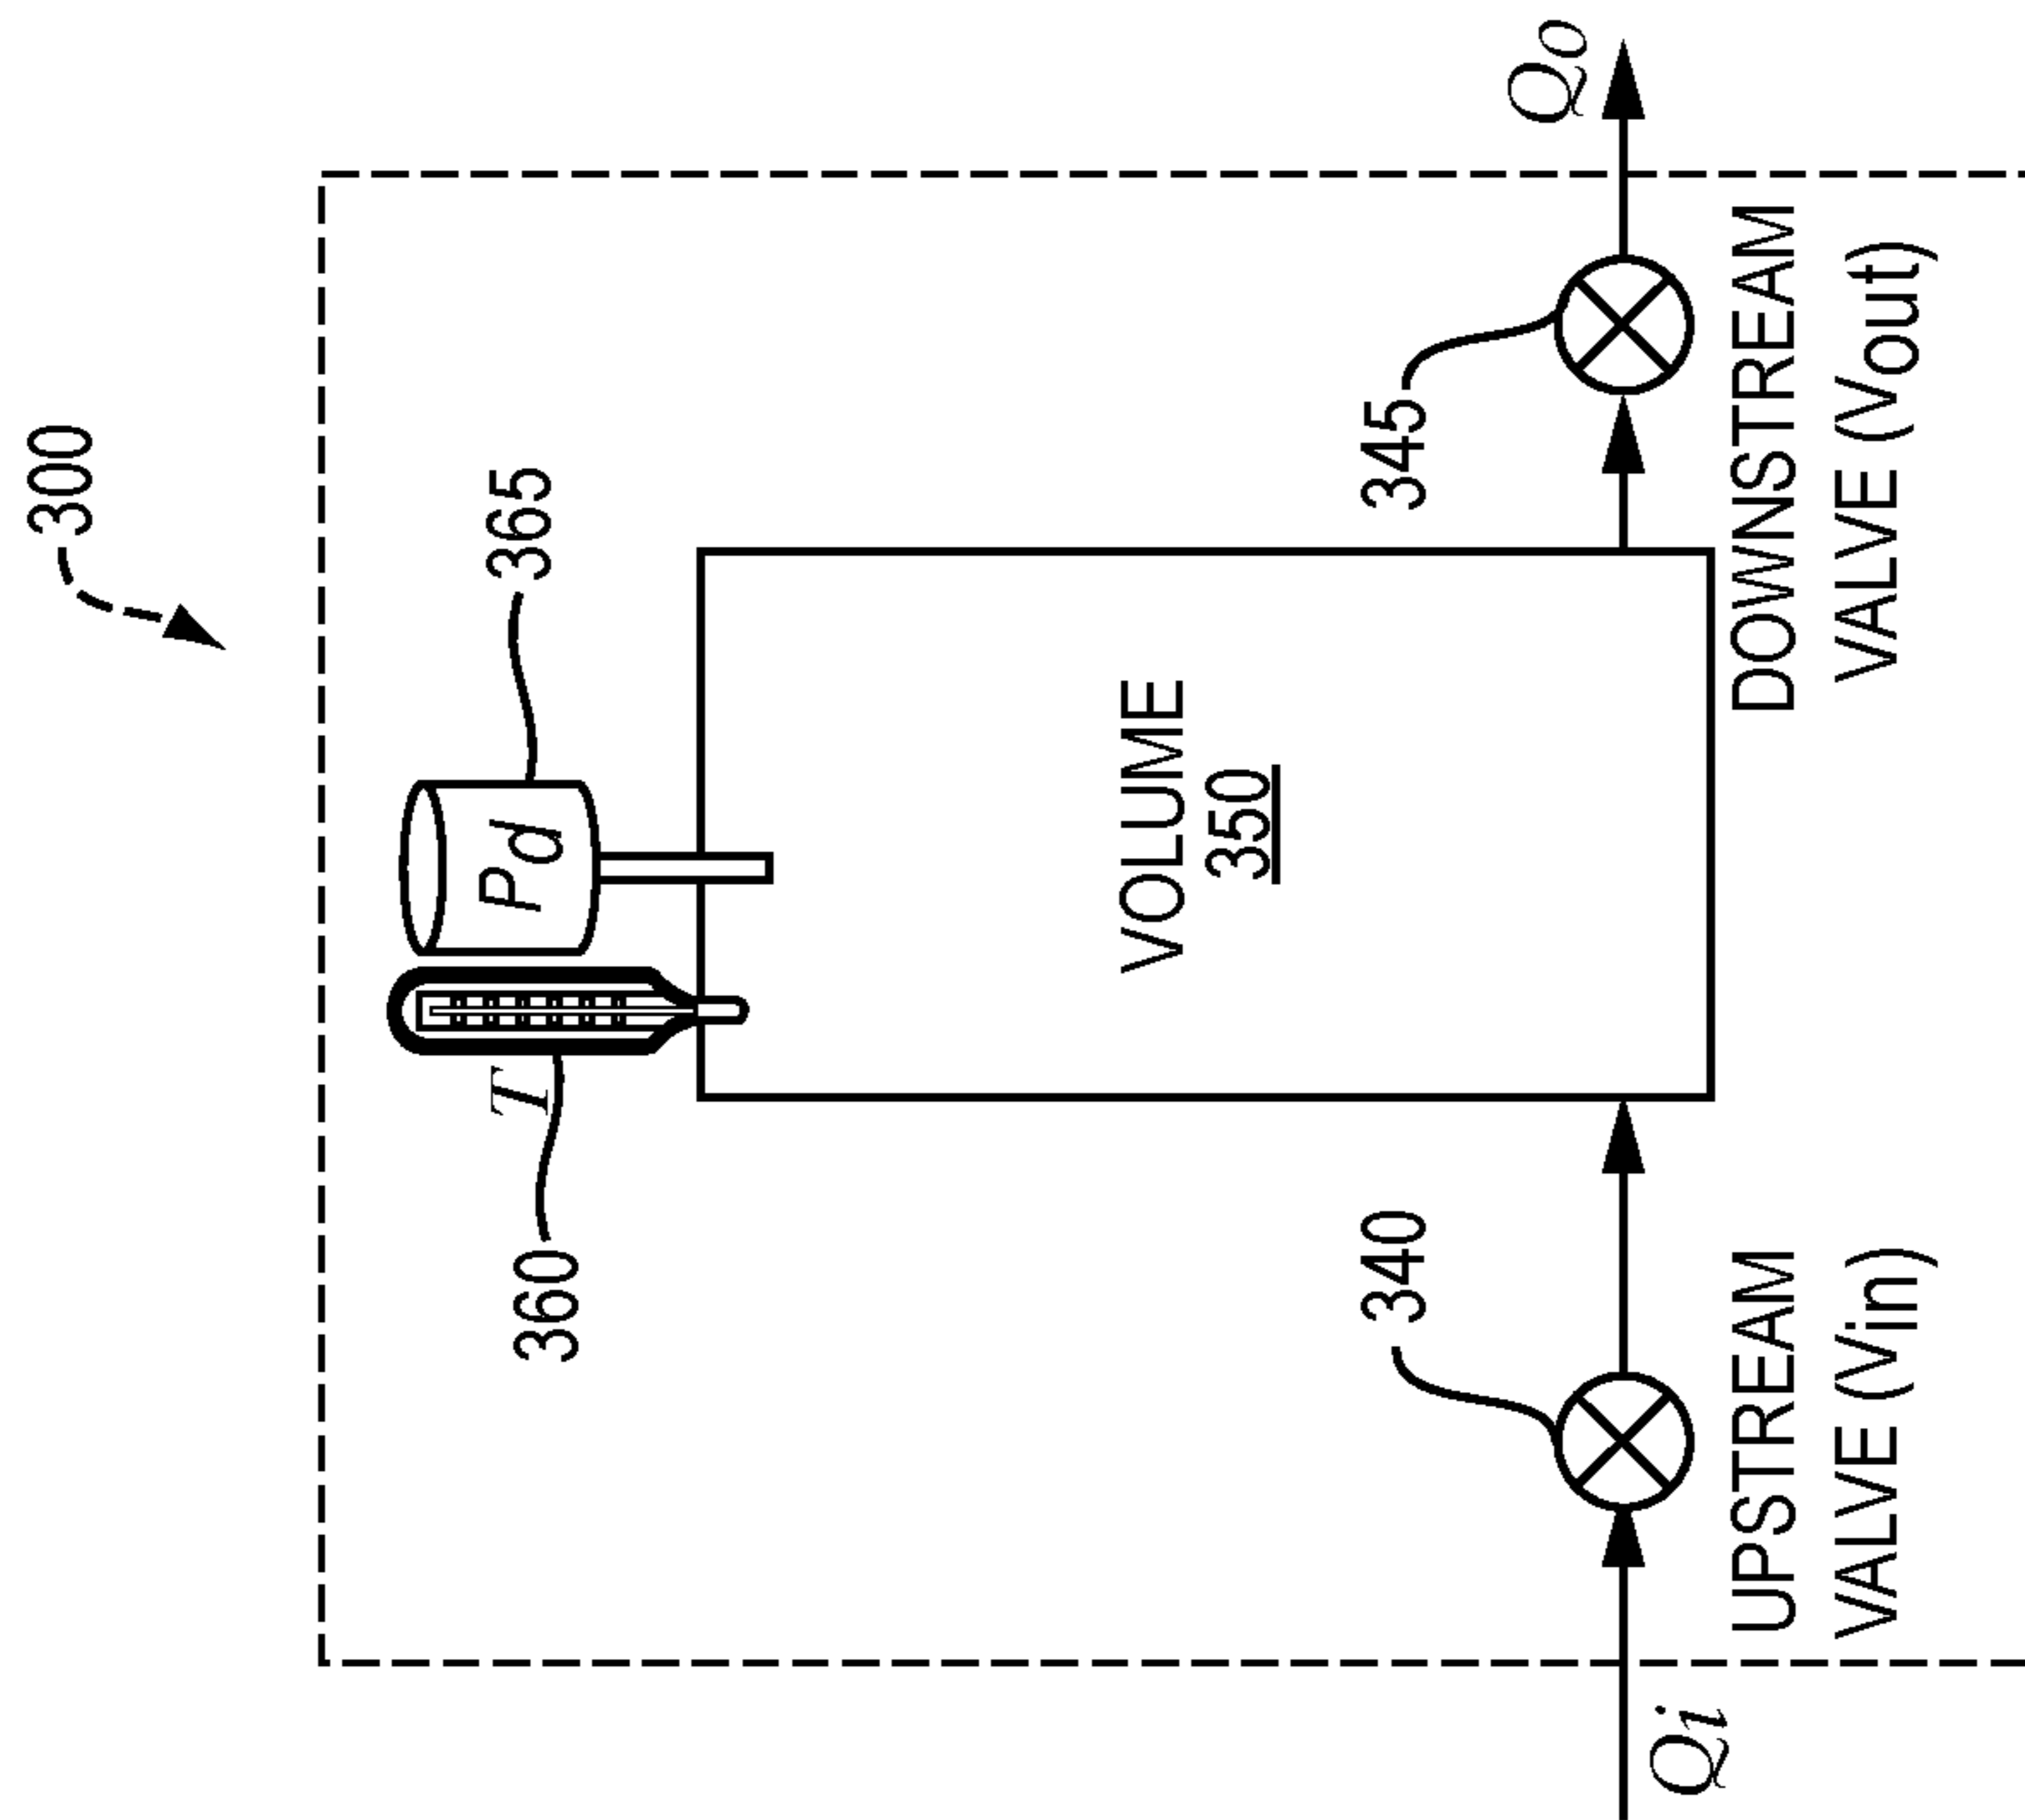 300
365
Pd
T
360
VOLUME
350
345
340
Qo
Qi
UPSTREAM
VALVE (Vin)
DOWNSTREAM
VALVE (Vout)